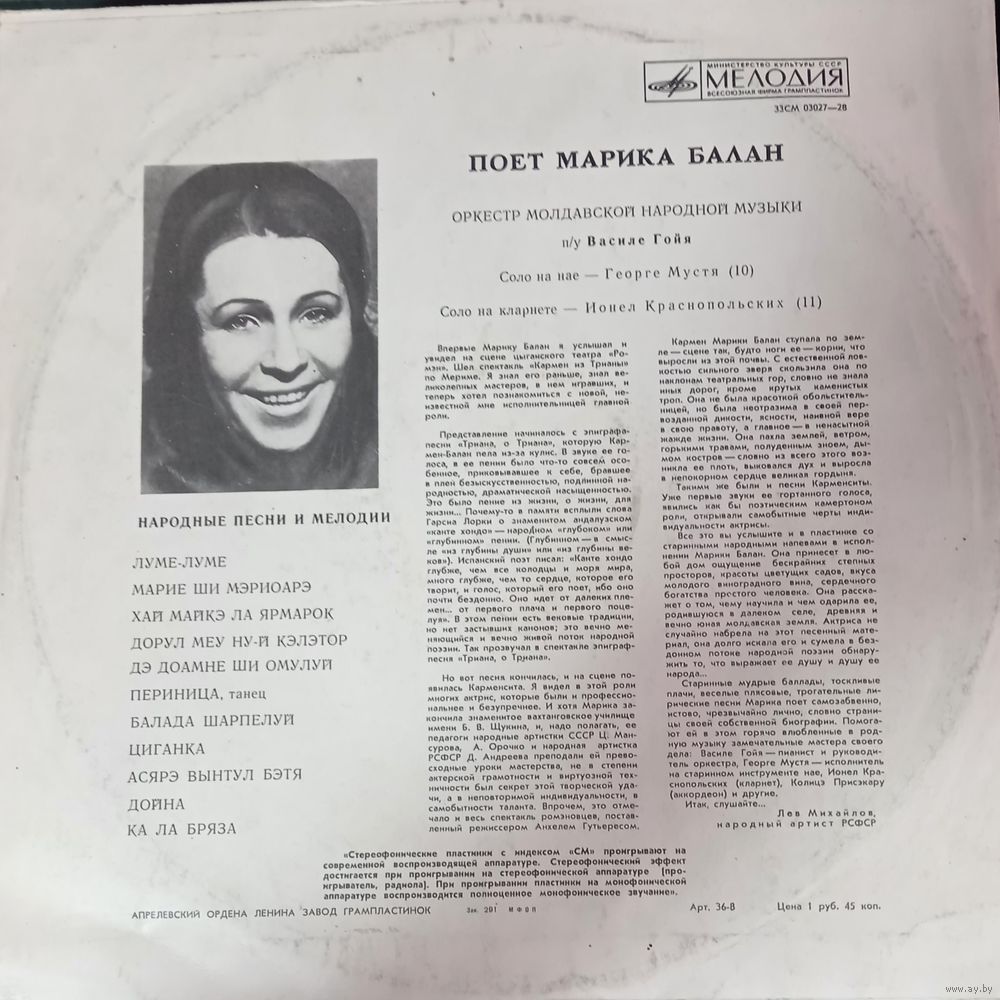 МИНИСТЕРСТВО КУЛЬТУРЫ СССР
МЕЛОДИЯ
ВСЕСОЮЗНАЯ ФИРМА ГРАМПЛАСТИНОК
33СМ 03027—28
ПОЕТ МАРИКА БАЛАН
ОРКЕСТР МОЛДАВСКОЙ НАРОДНОЙ МУЗЫКИ
п/у Василе Гойя
Соло на нае — Георге Мустя (10)
Соло на кларнете — Ионел Краснопольских (11)
НАРОДНЫЕ ПЕСНИ И МЕЛОДИИ
ЛУМЕ-ЛУМЕ
МАРИЕ ШИ МЭРИОАРЭ
ХАЙ МАЙКЭ ЛА ЯРМАРОК
ДОРУЛ МЕУ НУ-Й КЭЛЭТОР
ДЭ ДОАМНЕ ШИ ОМУЛУЙ
ПЕРИНИЦА, танец
БАЛАДА ШАРПЕЛУЙ
ЦИГАНКА
АСЯРЭ ВЫНТУЛ БЭТЯ
ДОЙНА
КА ЛА БРЯЗА
Впервые Марику Балан я услышал и
увидел на сцене цыганского театра «Ро-
мэн». Шел спектакль «Кармен из Трианы»
по Мериме. Я знал его раньше, знал ве-
ликолепных мастеров, в нем игравших, и
теперь хотел познакомиться с новой, не-
известной мне исполнительницей главной
роли.
Представление начиналось с эпиграфа-
песни «Триана, о Триана», которую Кар-
мен-Балан пела из-за кулис. В звуке ее го-
лоса, в ее пении было что-то совсем осо-
бенное, приковывавшее к себе, бравшее
в плен безыскусственностью, подлинной на-
родностью, драматической насыщенностью.
Это было пение из жизни, о жизни, для
жизни... Почему-то в памяти всплыли слова
Гарсиа Лорки о знаменитом андалузском
«канте хондо» — народном «глубоком» или
«глубинном» пении. (Глубинном — в смыс-
ле «из глубины души» или «из глубины ве-
ков»). Испанский поэт писал: «Канте хондо
глубже, чем все колодцы и моря мира,
много глубже, чем то сердце, которое его
творит, и голос, который его поет, ибо оно
почти бездонно. Оно идет от далеких пле-
мен... от первого плача и первого поце-
луя». В этом пении есть вековые традиции,
но нет застывших канонов; это вечно ме-
няющийся и вечно живой поток народной
поэзии. Так прозвучал в спектакле эпиграф-
песня «Триана, о Триана».
Но вот песня кончилась, и на сцене по-
явилась Карменсита. Я видел в этой роли
многих актрис, которые были и профессио-
нальнее и безупречнее. И хотя Марика за-
кончила знаменитое вахтанговское училище
имени Б. В. Щукина, и, надо полагать, ее
педагоги народные артистки СССР Ц. Ман-
сурова, А. Орочко и народная артистка
РСФСР Д. Андреева преподали ей прево-
сходные уроки мастерства, не в степени
актерской грамотности и виртуозной тех-
ничности был секрет этой творческой уда-
чи, а в неповторимой индивидуальности, в
самобытности таланта. Впрочем, это отме-
чало и весь спектакль ромэновцев, постав-
ленный режиссером Анхелем Гутьересом.
Кармен Марики Балан ступала по зем-
ле — сцене так, будто ноги ее — корни, что
выросли из этой почвы. С естественной лов-
костью сильного зверя скользила она по
наклонам театральных гор, словно не знала
иных дорог, кроме крутых каменистых
троп. Она не была красоткой обольститель-
ницей, но была неотразима в своей пер-
возданной дикости, ясности, наивной вере
в свою правоту, а главное — в ненасытной
жажде жизни. Она пахла землей, ветром,
горькими травами, полуденным зноем, ды-
мом костров — словно из всего этого воз-
никла ее плоть, выковался дух и выросла
в непокорном сердце великая гордыня.
Такими же были и песни Карменситы.
Уже первые звуки ее гортанного голоса,
явились как бы поэтическим камертоном
роли, открывали самобытные черты инди-
видуальности актрисы.
Все это вы услышите и в пластинке со
старинными народными напевами в испол-
нении Марики Балан. Она принесет в лю-
бой дом ощущение бескрайних степных
просторов, красоты цветущих садов, вкуса
молодого виноградного вина, сердечного
богатства простого человека. Она расска-
жет о том, чему научила и чем одарила ее,
родившуюся в далеком селе, древняя и
вечно юная молдавская земля. Актриса не
случайно набрела на этот песенный мате-
риал, она долго искала его и сумела в без-
донном потоке народной поэзии обнару-
жить то, что выражает ее душу и душу ее
народа...
Старинные мудрые баллады, тоскливые
плачи, веселые плясовые, трогательные ли-
рические песни Марика поет самозабвенно,
истово, чрезвычайно лично, словно страни-
цы своей собственной биографии. Помога-
ют ей в этом горячо влюбленные в род-
ную музыку замечательные мастера своего
дела: Василе Гойя — пианист и руководи-
тель оркестра, Георге Мустя — исполнитель
на старинном инструменте нае, Ионел Кра-
снопольских (кларнет), Колицэ Присэкару
(аккордеон) и другие.
Итак, слушайте...
Лев Михайлов,
народный артист РСФСР
«Стереофонические пластинки с индексом «СМ» проигрывают на
современной воспроизводящей аппаратуре. Стереофонический эффект
достигается при проигрывании на стереофонической аппаратуре [про-
игрыватель, радиола]. При проигрывании пластинки на монофонической
аппаратуре воспроизводится полноценное монофоническое звучание».
АПРЕЛЕВСКИЙ ОРДЕНА ЛЕНИНА ЗАВОД ГРАМПЛАСТИНОК
Зак. 291 МФОП
Арт. 36-8
Цена 1 руб. 45 коп.
www.ay.by